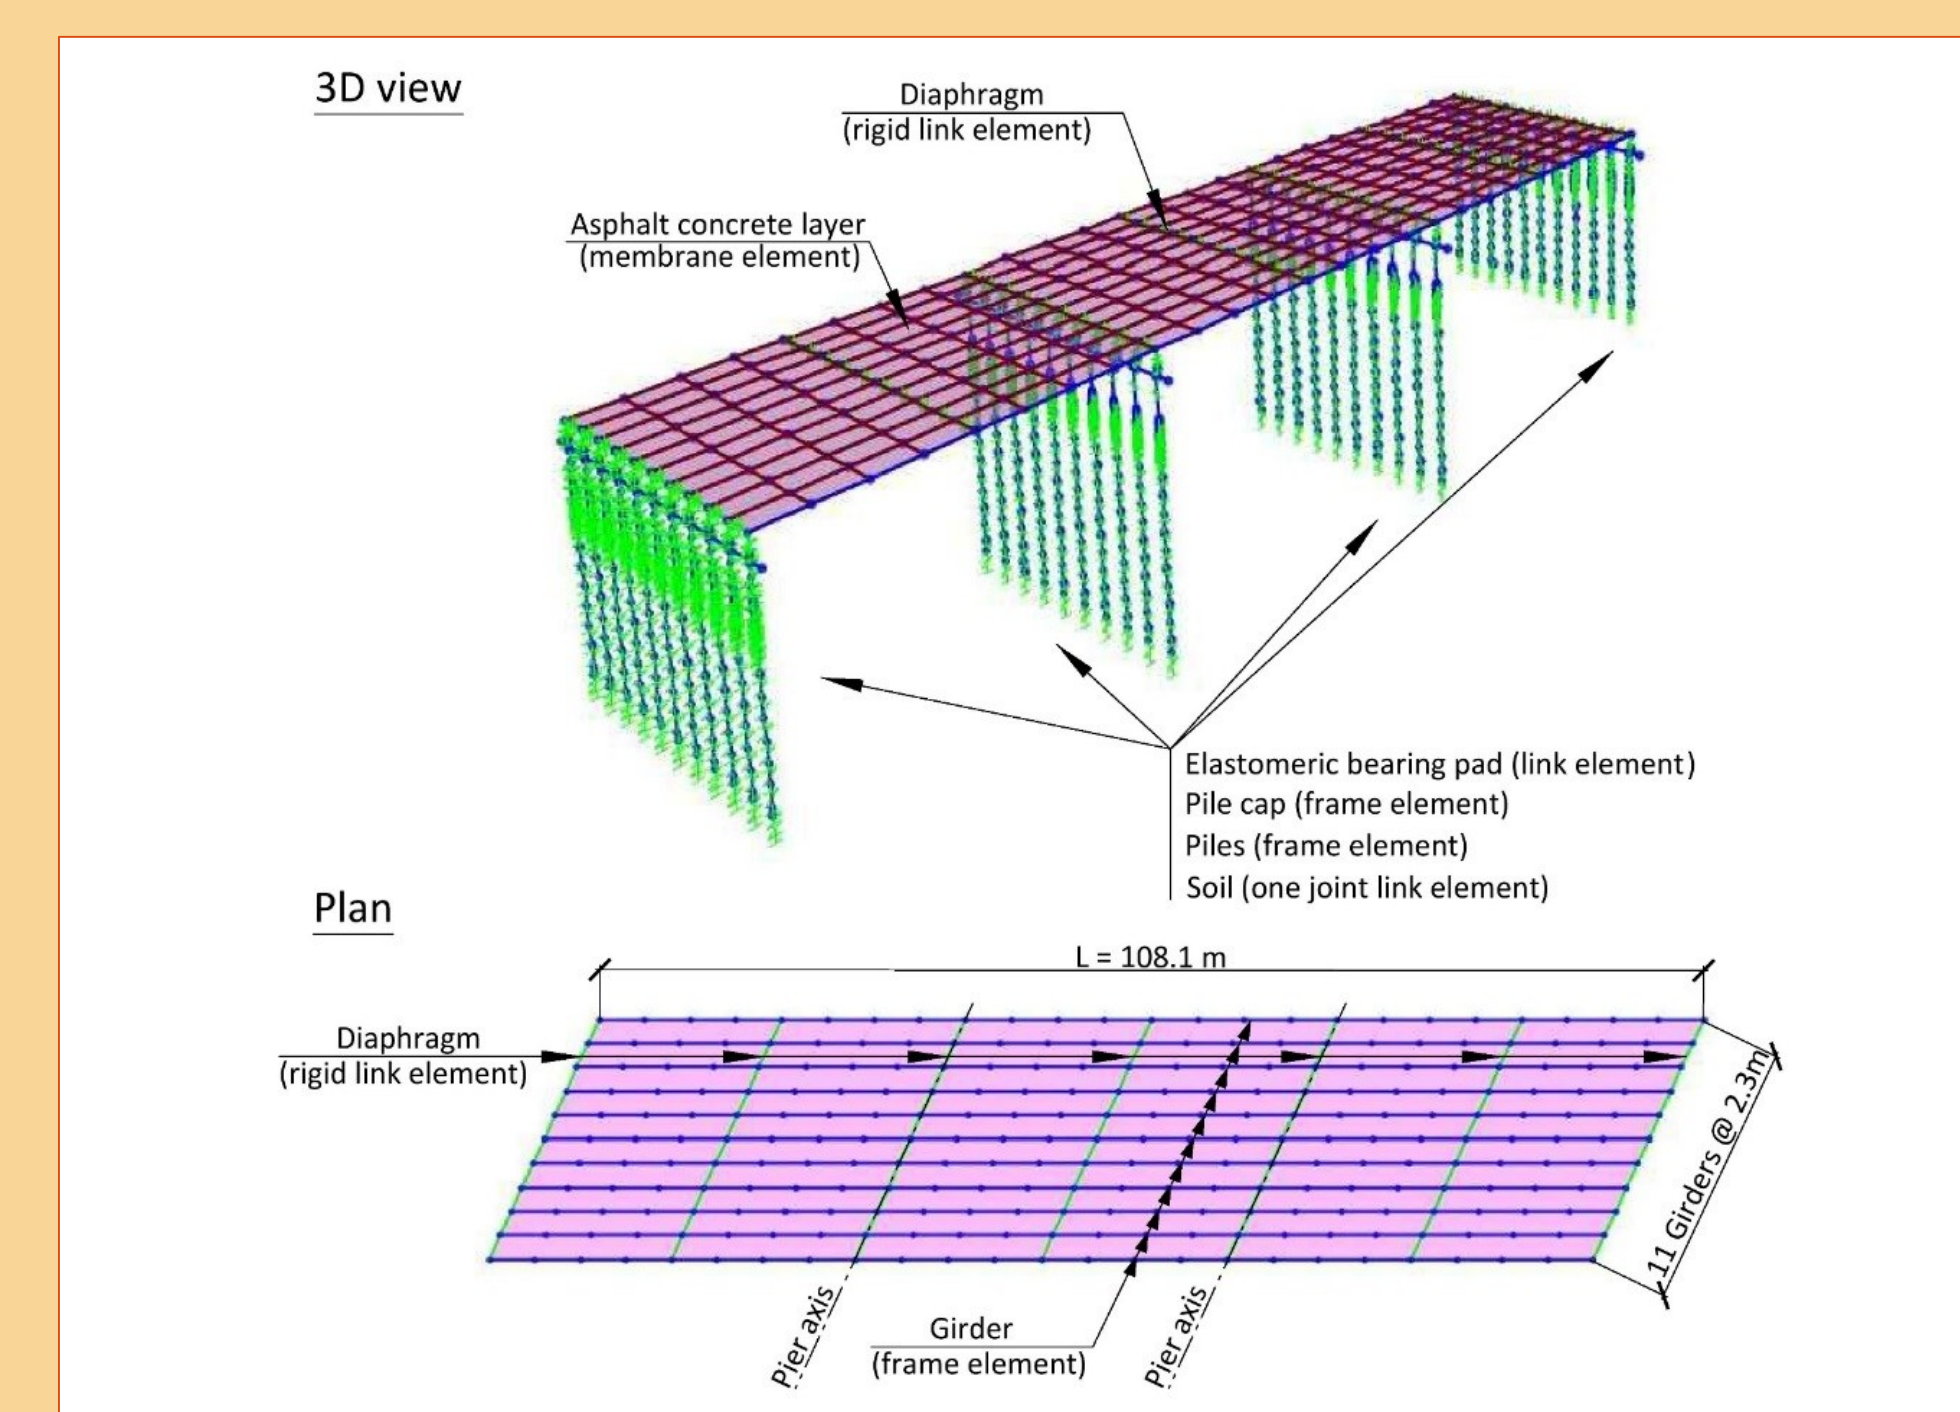 3D view
Diaphragm
(rigid link element)
Asphalt concrete layer
(membrane element)
Elastomeric bearing pad (link element)
Pile cap (frame element)
Piles (frame element)
Soil (one joint link element)
Plan
L = 108.1 m
Diaphragm
(rigid link element)
11 Girders @ 2.3m
Pier axis
Girder
(frame element)
Pier axis